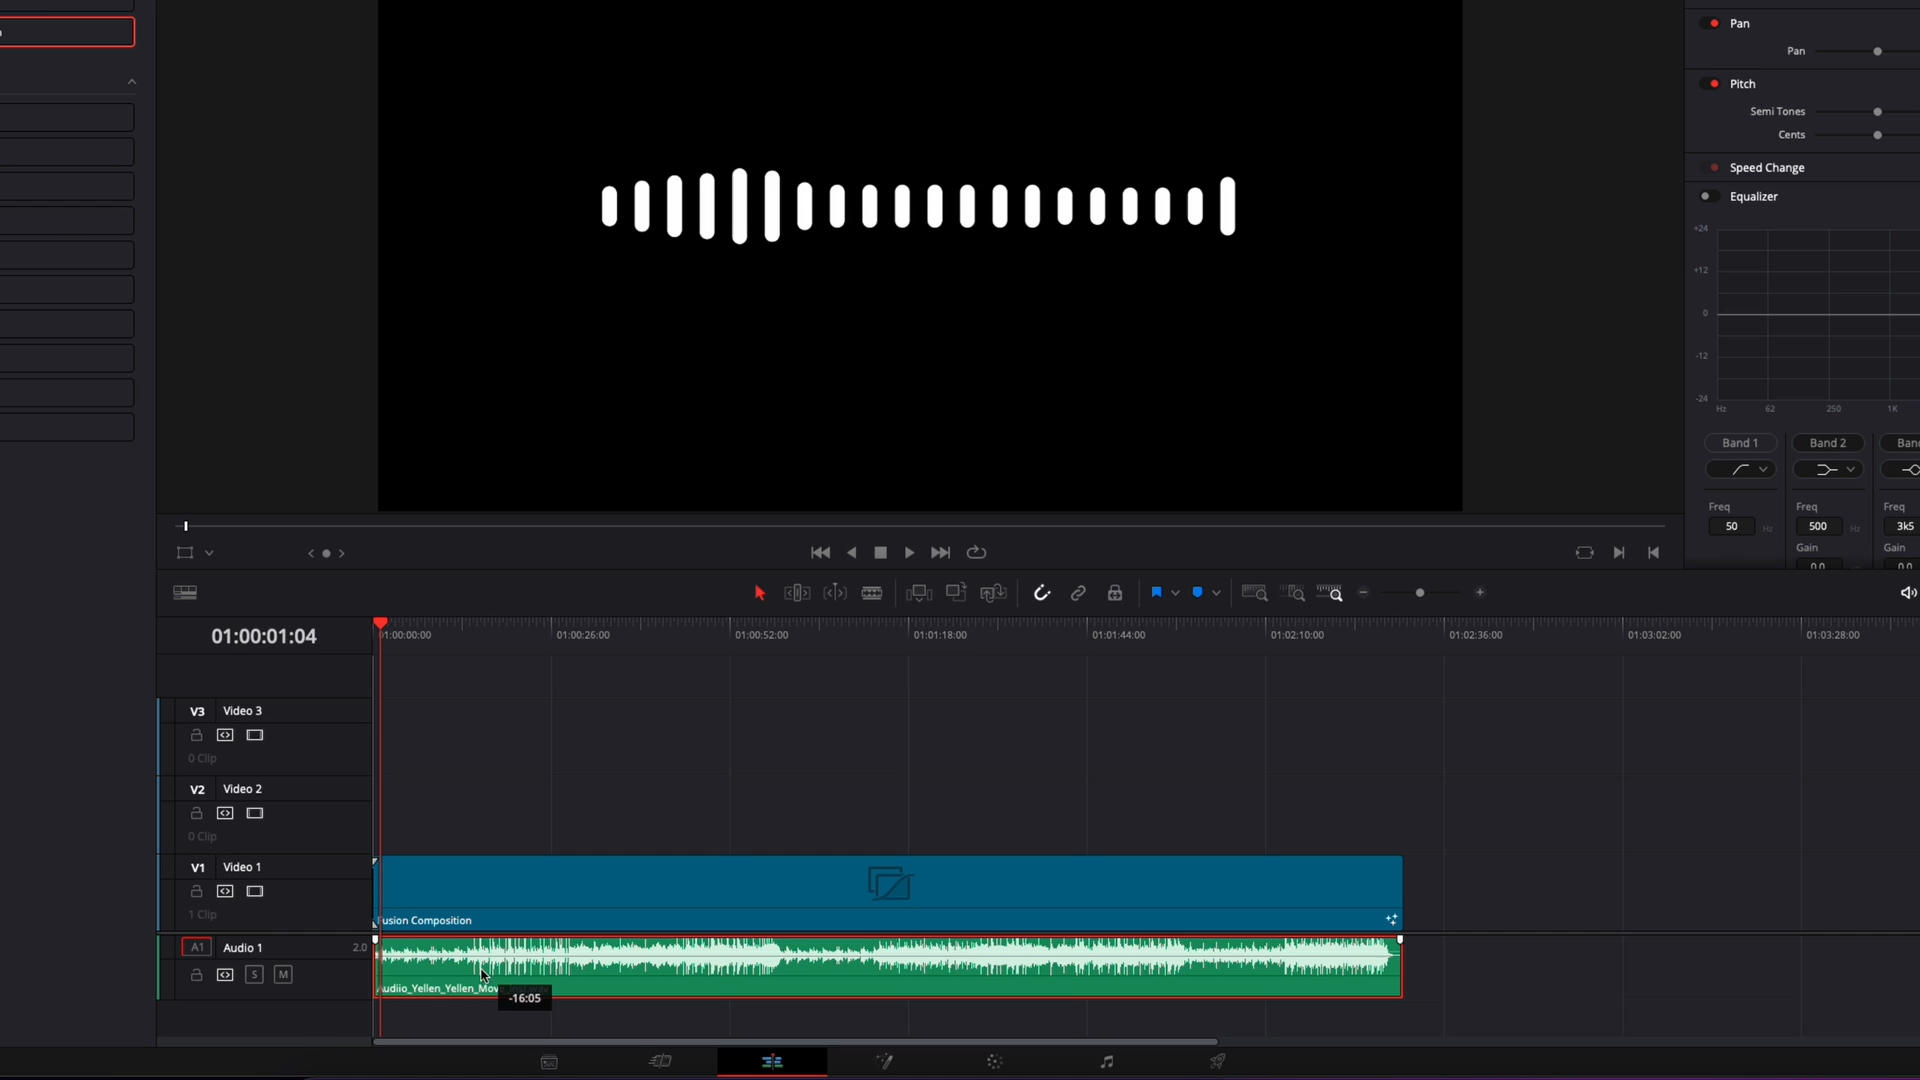 Pan
Pan
Pitch
Semi Tones
Cents
Speed Change
Equalizer
+24
+12
0
-12
-24
Hz 62 250 1K
Band 1 Band 2 Ban
Freq Freq Freq
50 Hz 500 Hz 3k5
Gain Gain
0.0 0.0
01:00:01:04
01:00:00:00 01:00:26:00 01:00:52:00 01:01:18:00 01:01:44:00 01:02:10:00 01:02:36:00 01:03:02:00 01:03:28:00
V3 Video 3
0 Clip
V2 Video 2
0 Clip
V1 Video 1
1 Clip
Fusion Composition
A1 Audio 1 2.0
S M
Audiio_Yellen_Yellen_Mov
-16:05